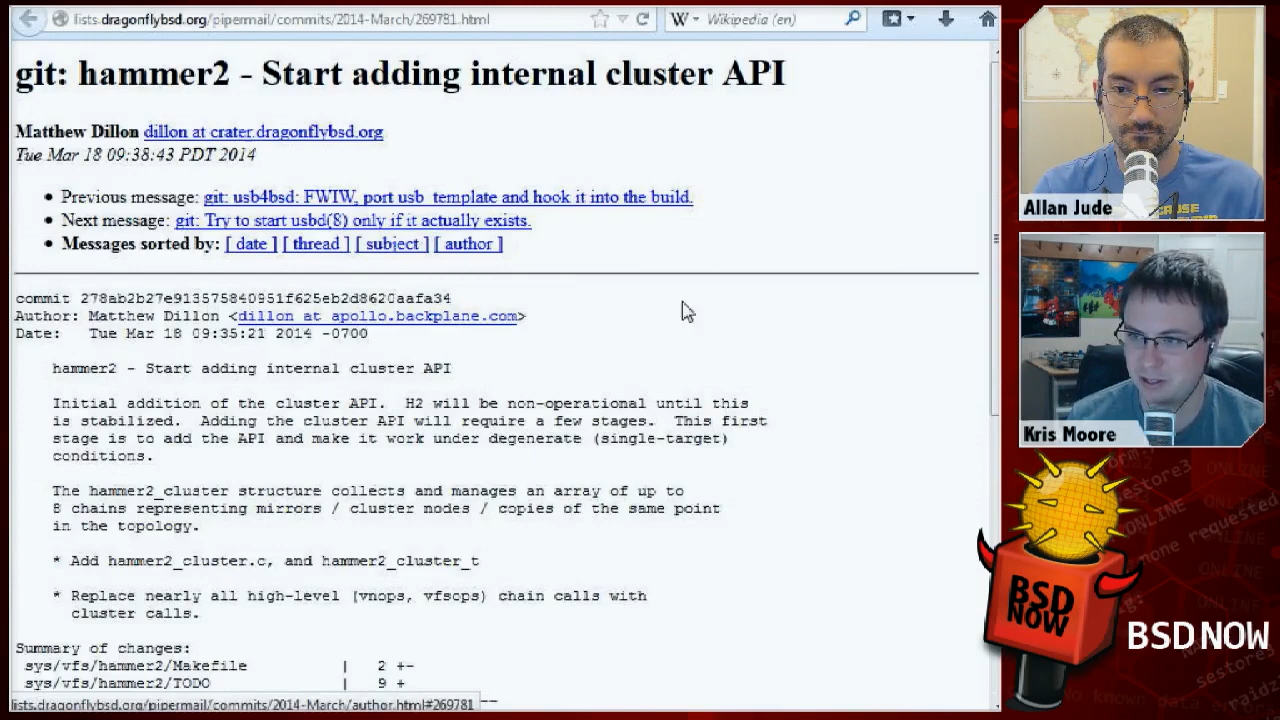 lists.dragonflybsd.org/pipermail/commits/2014-March/269781.html
W
Wikipedia (en)
git: hammer2 - Start adding internal cluster API
Matthew Dillon dillon at crater.dragonflybsd.org
Tue Mar 18 09:38:43 PDT 2014
• Previous message: git: usb4bsd: FWIW, port usb_template and hook it into the build.
• Next message: git: Try to start usbd(8) only if it actually exists.
• Messages sorted by: [ date ] [ thread ] [ subject ] [ author ]
commit 278ab2b27e913575840951f625eb2d8620aafa34
Author: Matthew Dillon <dillon at apollo.backplane.com>
Date: Tue Mar 18 09:35:21 2014 -0700
hammer2 - Start adding internal cluster API
Initial addition of the cluster API. H2 will be non-operational until this
is stabilized. Adding the cluster API will require a few stages. This first
stage is to add the API and make it work under degenerate (single-target)
conditions.
The hammer2_cluster structure collects and manages an array of up to
8 chains representing mirrors / cluster nodes / copies of the same point
in the topology.
* Add hammer2_cluster.c, and hammer2_cluster_t
* Replace nearly all high-level (vnops, vfsops) chain calls with
cluster calls.
Summary of changes:
sys/vfs/hammer2/Makefile | 2 +-
sys/vfs/hammer2/TODO | 9 +
lists.dragonflybsd.org/pipermail/commits/2014-March/author.html#269781
Allan Jude
Kris Moore
BSD
NOW
BSD NOW